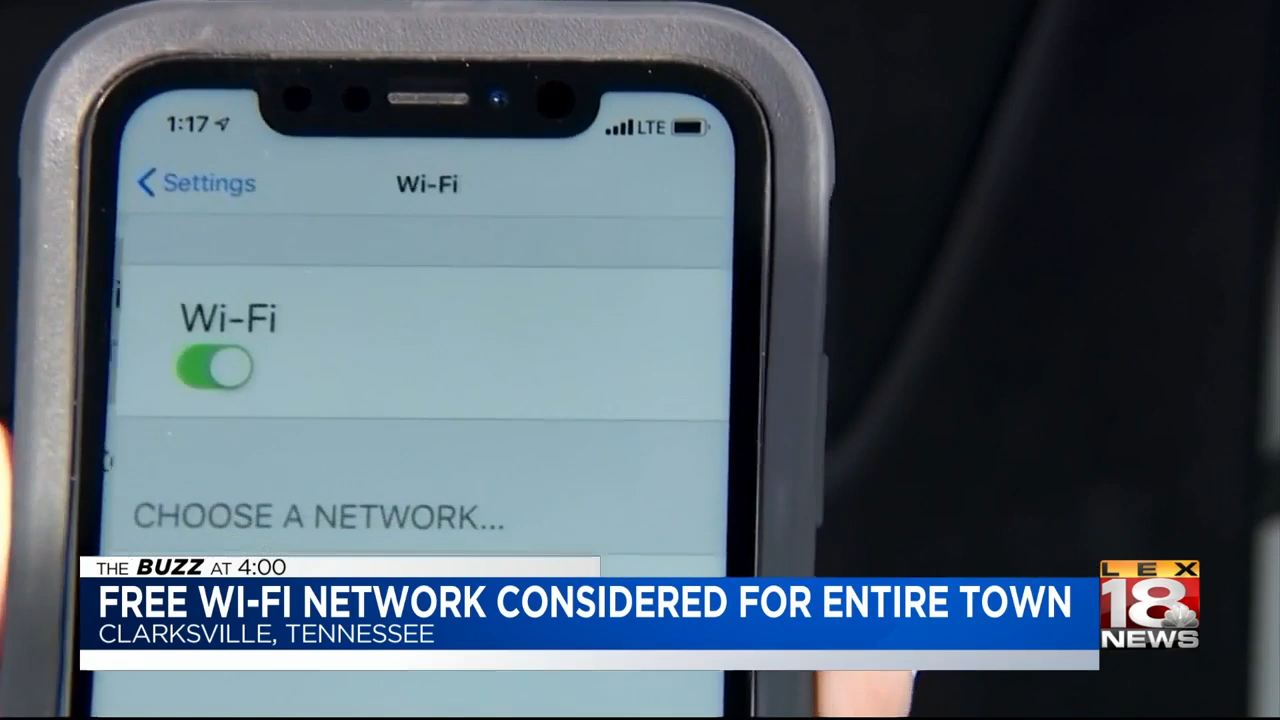 1:17
LTE
Settings
Wi-Fi
Wi-Fi
CHOOSE A NETWORK...
THE BUZZ AT 4:00
FREE WI-FI NETWORK CONSIDERED FOR ENTIRE TOWN
CLARKSVILLE, TENNESSEE
LEX
18
NEWS